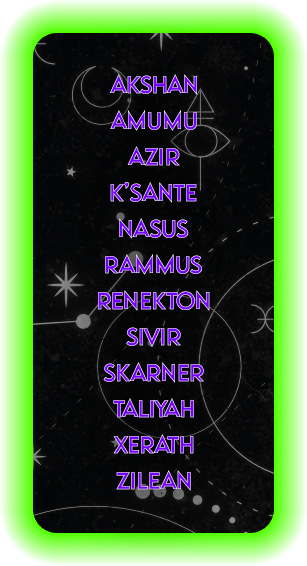 AKSHAN
AMUMU
AZIR
K'SANTE
NASUS
RAMMUS
RENEKTON
SIVIR
SKARNER
TALIYAH
XERATH
ZILEAN